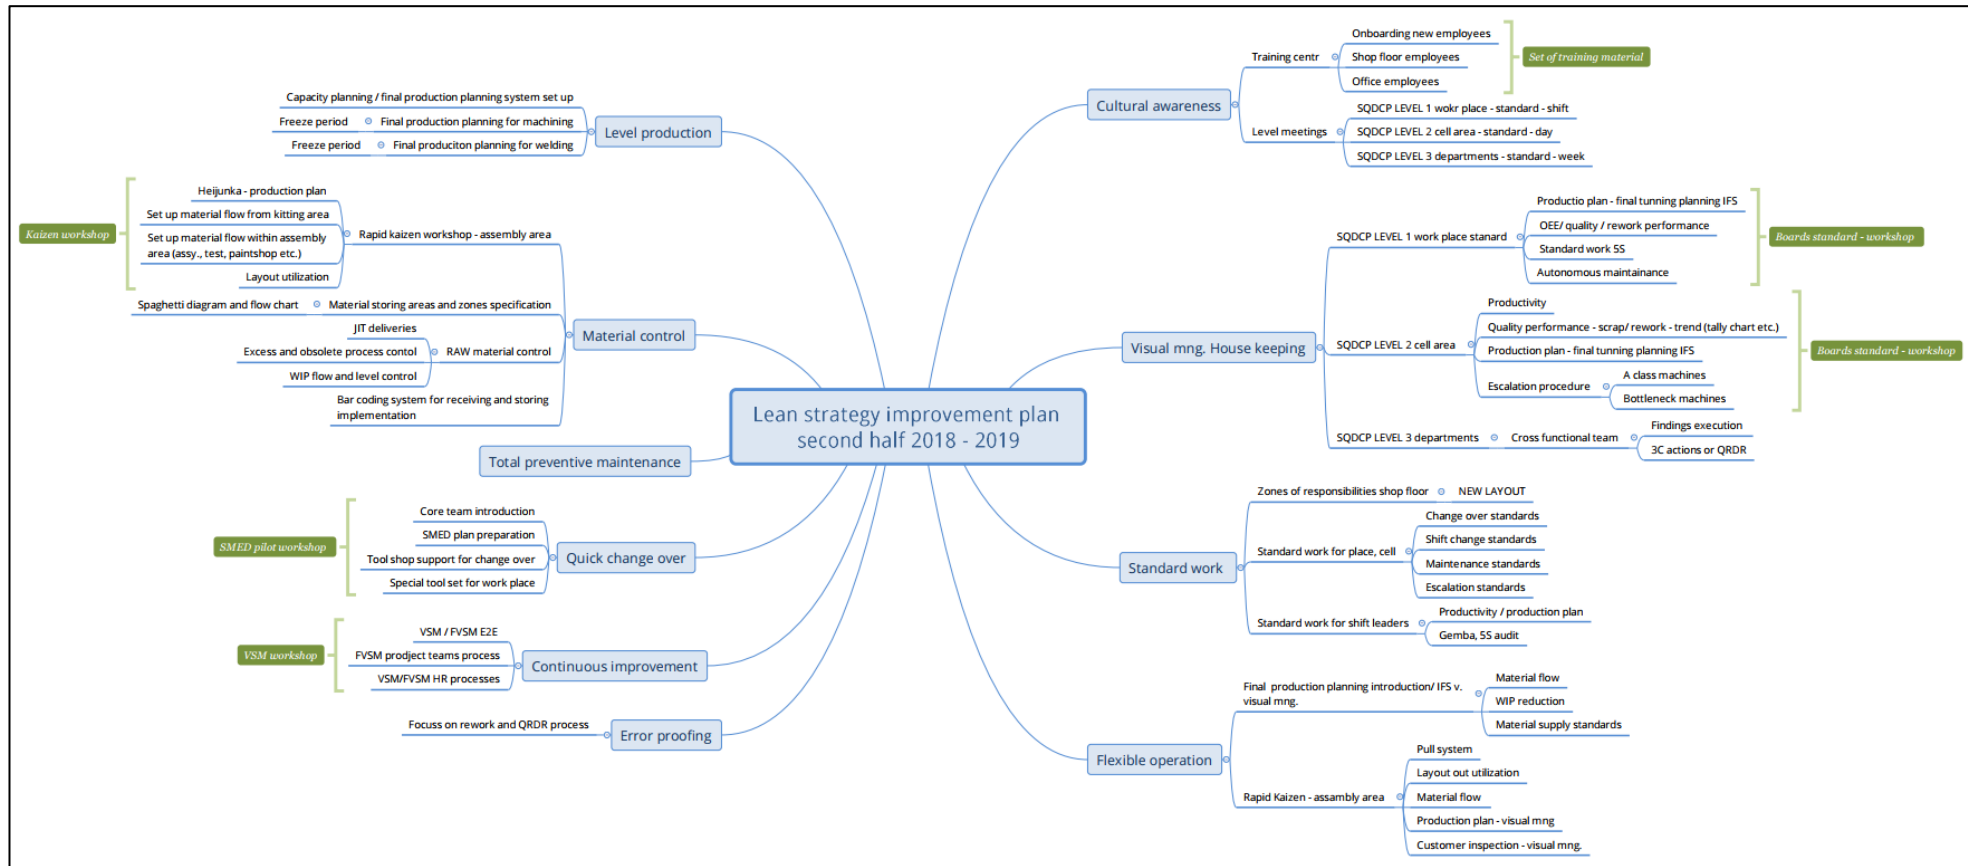 Lean strategy improvement plan
second half 2018 - 2019
Cultural awareness
Training centr
Onboarding new employees
Shop floor employees
Office employees
Set of training material
Level meetings
SQDCP LEVEL 1 wokr place - standard - shift
SQDCP LEVEL 2 cell area - standard - day
SQDCP LEVEL 3 departments - standard - week
Visual mng. House keeping
SQDCP LEVEL 1 work place stanard
Productio plan - final tunning planning IFS
OEE/ quality / rework performance
Standard work 5S
Autonomous maintainance
Boards standard - workshop
SQDCP LEVEL 2 cell area
Productivity
Quality performance - scrap/ rework - trend (tally chart etc.)
Production plan - final tunning planning IFS
Escalation procedure
A class machines
Bottleneck machines
Boards standard - workshop
SQDCP LEVEL 3 departments
Cross functional team
Findings execution
3C actions or QRDR
Standard work
Zones of responsibilities shop floor
NEW LAYOUT
Standard work for place, cell
Change over standards
Shift change standards
Maintenance standards
Escalation standards
Standard work for shift leaders
Productivity / production plan
Gemba, 5S audit
Flexible operation
Final production planning introduction/ IFS v.
visual mng.
Material flow
WIP reduction
Material supply standards
Rapid Kaizen - assambly area
Pull system
Layout out utilization
Material flow
Production plan - visual mng
Customer inspection - visual mng.
Level production
Capacity planning / final production planning system set up
Final production planning for machining
Freeze period
Final produciton planning for welding
Freeze period
Material control
Rapid kaizen workshop - assembly area
Heijunka - production plan
Set up material flow from kitting area
Set up material flow within assembly
area (assy., test, paintshop etc.)
Layout utilization
Kaizen workshop
Material storing areas and zones specification
Spaghetti diagram and flow chart
RAW material control
JIT deliveries
Excess and obsolete process contol
WIP flow and level control
Bar coding system for receiving and storing
implementation
Total preventive maintenance
Quick change over
Core team introduction
SMED plan preparation
Tool shop support for change over
Special tool set for work place
SMED pilot workshop
Continuous improvement
VSM / FVSM E2E
FVSM prodject teams process
VSM/FVSM HR processes
VSM workshop
Error proofing
Focuss on rework and QRDR process